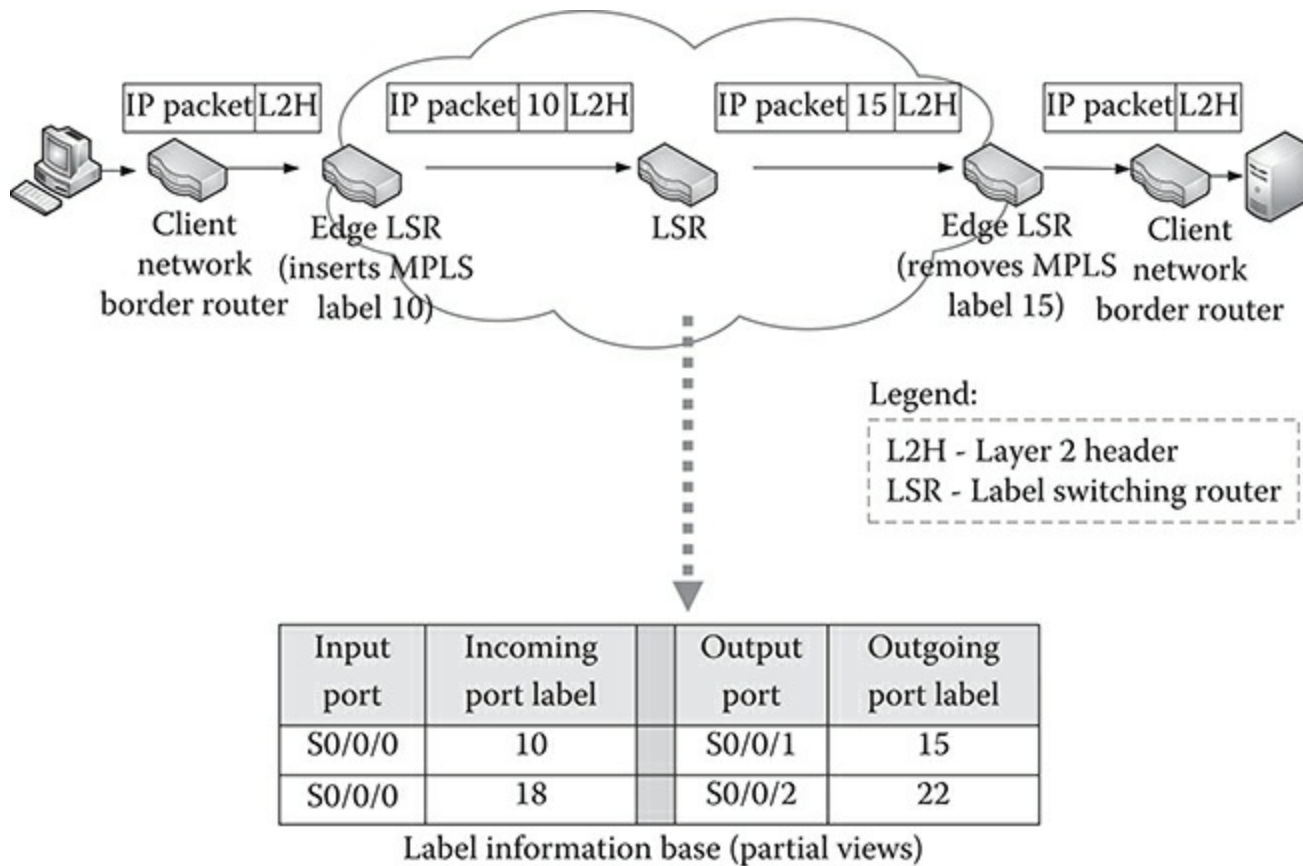 IP packet L2H
IP packet 10 L2H
IP packet 15 L2H
IP packet L2H
Client
network
border router
Edge LSR
(inserts MPLS
label 10)
LSR
Edge LSR
(removes MPLS
label 15)
Client
network
border router
Legend:
L2H - Layer 2 header
LSR - Label switching router
Input
port
Incoming
port label
Output
port
Outgoing
port label
S0/0/0 10 S0/0/1 15
S0/0/0 18 S0/0/2 22
Label information base (partial views)